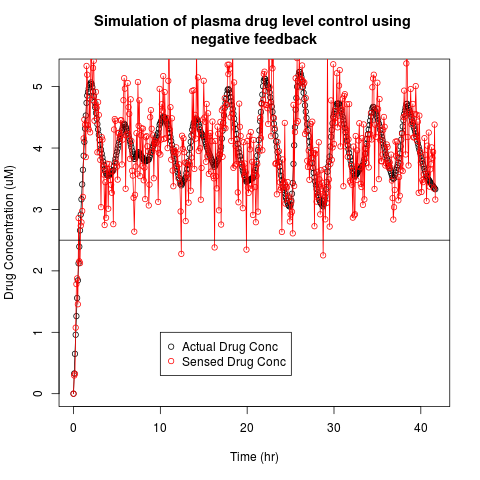 Simulation of plasma drug level control using
negative feedback
Drug Concentration (uM)
5
4
3
2
1
0
Actual Drug Conc
Sensed Drug Conc
0 10 20 30 40
Time (hr)